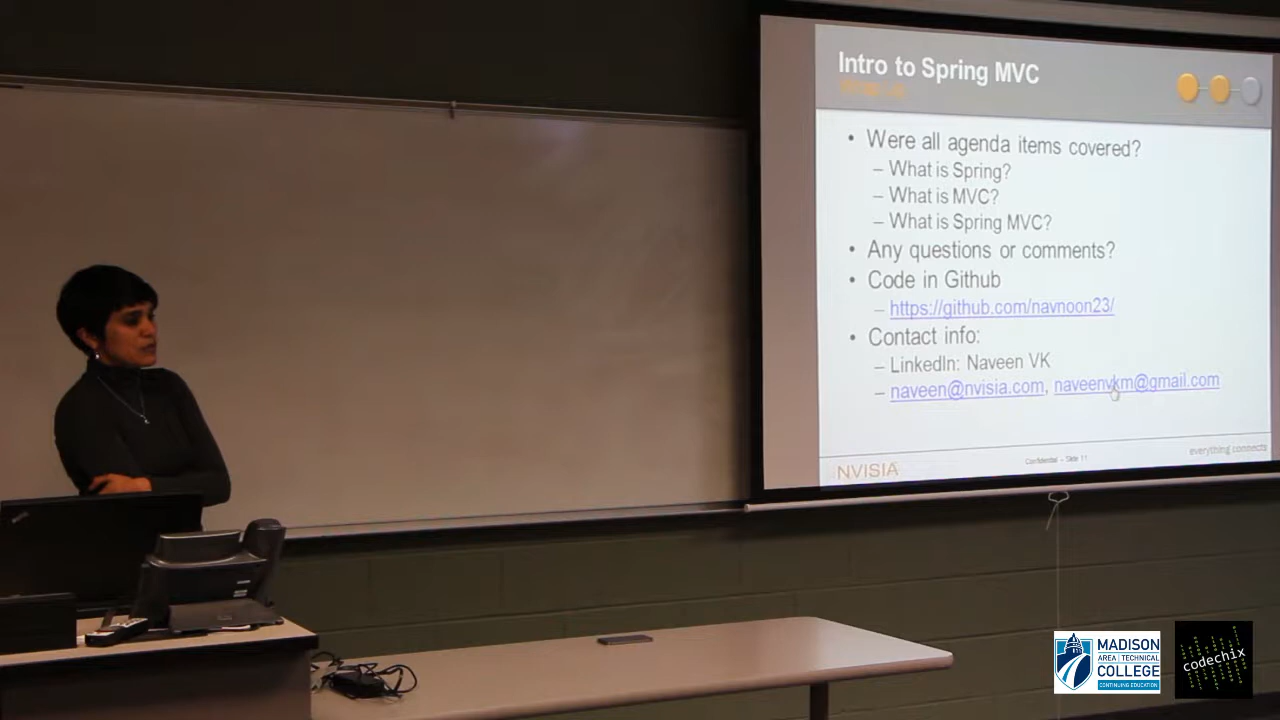 Intro to Spring MVC
• Were all agenda items covered?
– What is Spring?
– What is MVC?
– What is Spring MVC?
• Any questions or comments?
• Code in Github
– https://github.com/navnoon23/
• Contact info:
– LinkedIn: Naveen VK
– naveen@nvisia.com, naveenvkm@gmail.com
everything connects
NVISIA
Confidential – Slide 11
MADISON
AREA TECHNICAL
COLLEGE
CONTINUING EDUCATION
codechix